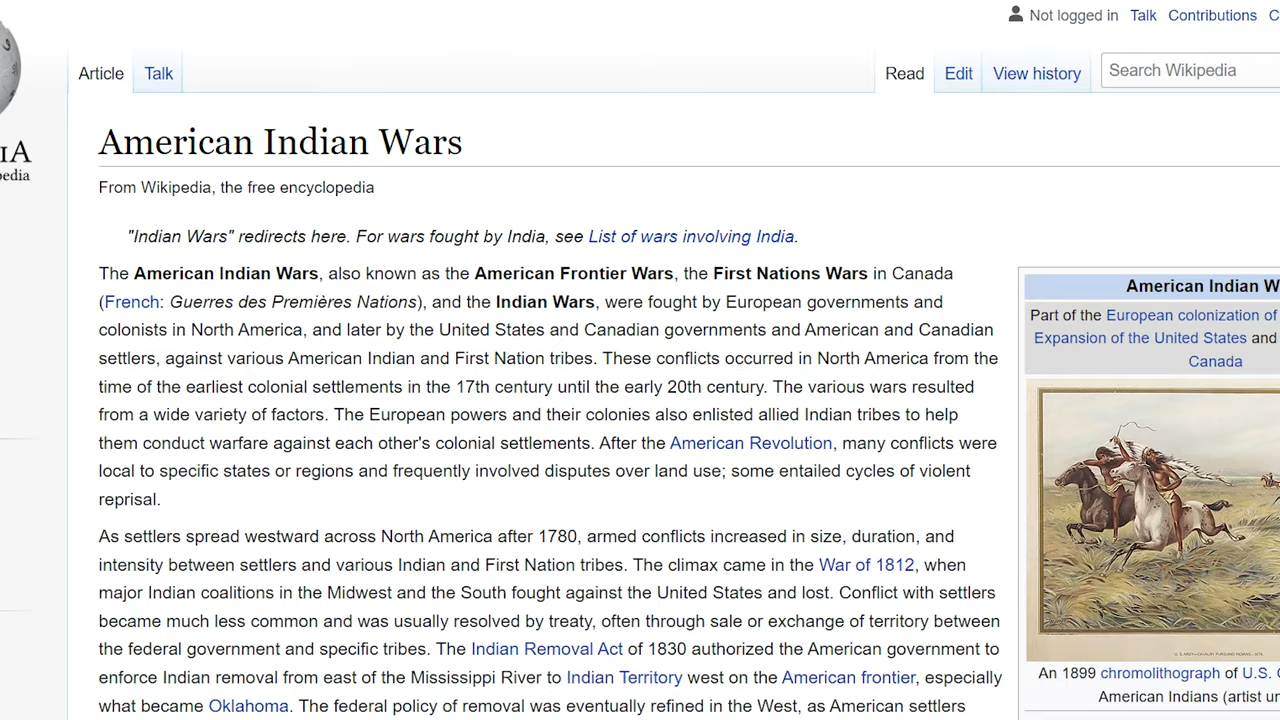 Not logged in Talk Contributions C
Article Talk Read Edit View history Search Wikipedia
IA
pedia
American Indian Wars
From Wikipedia, the free encyclopedia
"Indian Wars" redirects here. For wars fought by India, see List of wars involving India.
The American Indian Wars, also known as the American Frontier Wars, the First Nations Wars in Canada
(French: Guerres des Premières Nations), and the Indian Wars, were fought by European governments and
colonists in North America, and later by the United States and Canadian governments and American and Canadian
settlers, against various American Indian and First Nation tribes. These conflicts occurred in North America from the
time of the earliest colonial settlements in the 17th century until the early 20th century. The various wars resulted
from a wide variety of factors. The European powers and their colonies also enlisted allied Indian tribes to help
them conduct warfare against each other's colonial settlements. After the American Revolution, many conflicts were
local to specific states or regions and frequently involved disputes over land use; some entailed cycles of violent
reprisal.
As settlers spread westward across North America after 1780, armed conflicts increased in size, duration, and
intensity between settlers and various Indian and First Nation tribes. The climax came in the War of 1812, when
major Indian coalitions in the Midwest and the South fought against the United States and lost. Conflict with settlers
became much less common and was usually resolved by treaty, often through sale or exchange of territory between
the federal government and specific tribes. The Indian Removal Act of 1830 authorized the American government to
enforce Indian removal from east of the Mississippi River to Indian Territory west on the American frontier, especially
what became Oklahoma. The federal policy of removal was eventually refined in the West, as American settlers
American Indian W
Part of the European colonization of
Expansion of the United States and
Canada
An 1899 chromolithograph of U.S.
American Indians (artist un